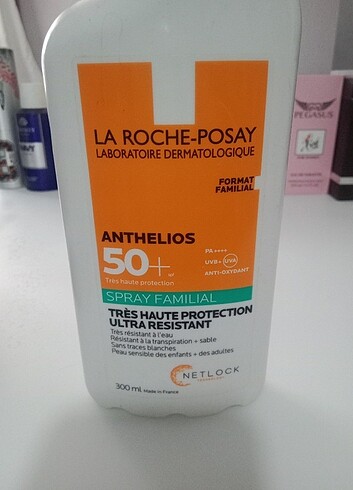 LA ROCHE-POSAY
LABORATOIRE DERMATOLOGIQUE
FORMAT
FAMILIAL
ANTHELIOS
50+
SPF
Très haute protection
PA++++
UVB+ UVA
ANTI-OXYDANT
SPRAY FAMILIAL
TRÈS HAUTE PROTECTION
ULTRA RESISTANT
Très résistant à l'eau
Résistant à la transpiration + sable
Sans traces blanches
Peau sensible des enfants + des adultes
NETLOCK
TECHNOLOGY
300 ml Made in France
PEGASUS